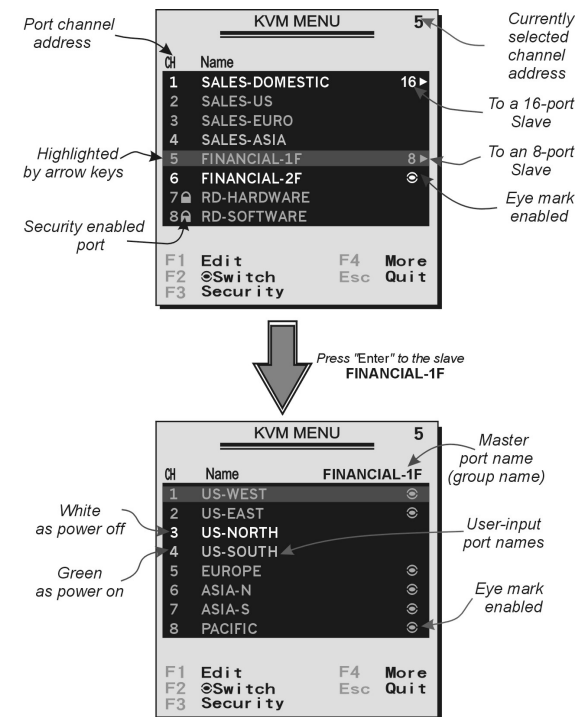 Port channel
address
KVM MENU 5
Currently
selected
channel
address
CH Name
1 SALES-DOMESTIC 16
2 SALES-US
3 SALES-EURO
4 SALES-ASIA
5 FINANCIAL-1F 8
6 FINANCIAL-2F
7 RD-HARDWARE
8 RD-SOFTWARE
To a 16-port
Slave
To an 8-port
Slave
Highlighted
by arrow keys
Eye mark
enabled
Security enabled
port
F1 Edit F4 More
F2 Switch Esc Quit
F3 Security
Press "Enter" to the slave
FINANCIAL-1F
KVM MENU 5
Master
port name
(group name)
CH Name FINANCIAL-1F
1 US-WEST
2 US-EAST
3 US-NORTH
4 US-SOUTH
5 EUROPE
6 ASIA-N
7 ASIA-S
8 PACIFIC
White
as power off
User-input
port names
Green
as power on
Eye mark
enabled
F1 Edit F4 More
F2 Switch Esc Quit
F3 Security